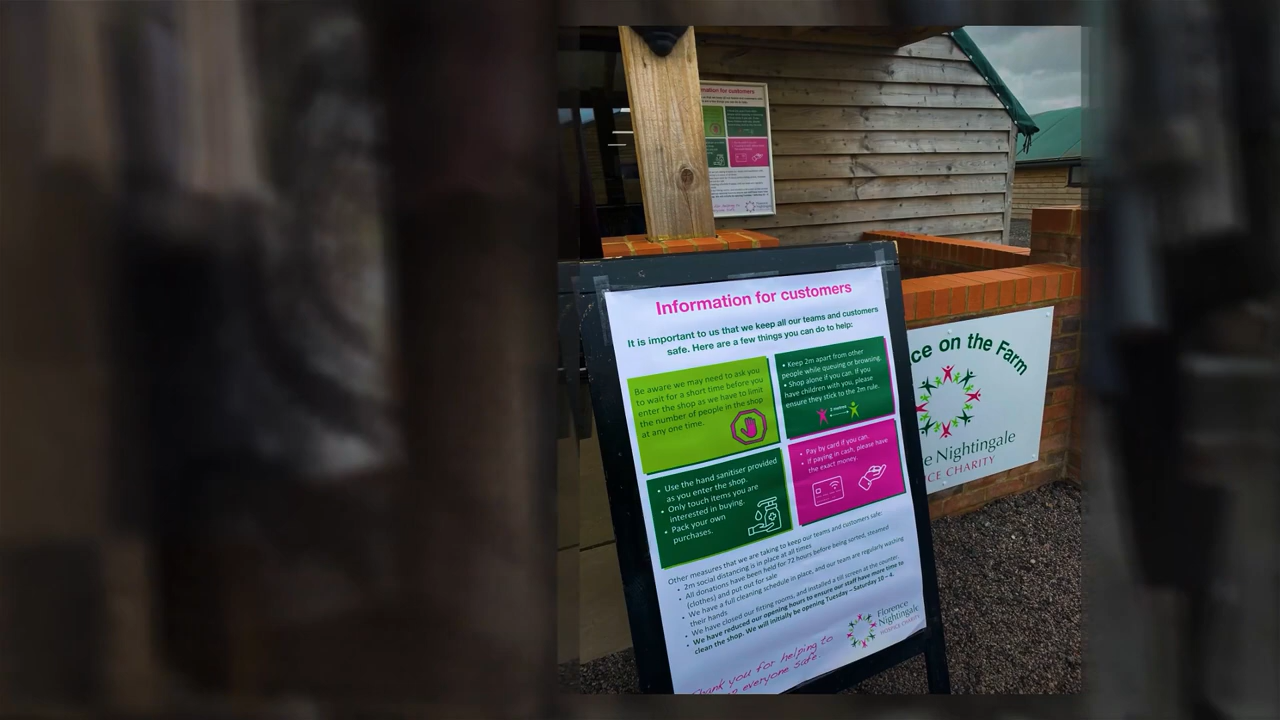 Information for customers
It is important to us that we keep all our teams and customers
safe. Here are a few things you can do to help:
Be aware we may need to ask you
to wait for a short time before you
enter the shop as we have to limit
the number of people in the shop
at any one time.
• Keep 2m apart from other
people while queuing or browsing.
• Shop alone if you can. If you
have children with you, please
ensure they stick to the 2m rule.
2 metres
• Use the hand sanitiser provided
as you enter the shop.
• Only touch items you are
interested in buying.
• Pack your own
purchases.
• Pay by card if you can.
• If paying in cash, please have
the exact money.
Other measures that we are taking to keep our teams and customers safe:
• 2m social distancing is in place at all times
• All donations have been held for 72 hours before being sorted, steamed
(clothes) and put out for sale
• We have a full cleaning schedule in place, and our team are regularly washing
their hands
• We have closed our fitting rooms, and installed a till screen at the counter.
• We have reduced our opening hours to ensure our staff have more time to
clean the shop. We will initially be opening Tuesday – Saturday 10 – 4.
Florence
Nightingale
HOSPICE CHARITY
Thank you for helping to
everyone safe.
ce on the Farm
e Nightingale
ICE CHARITY
mation for customers